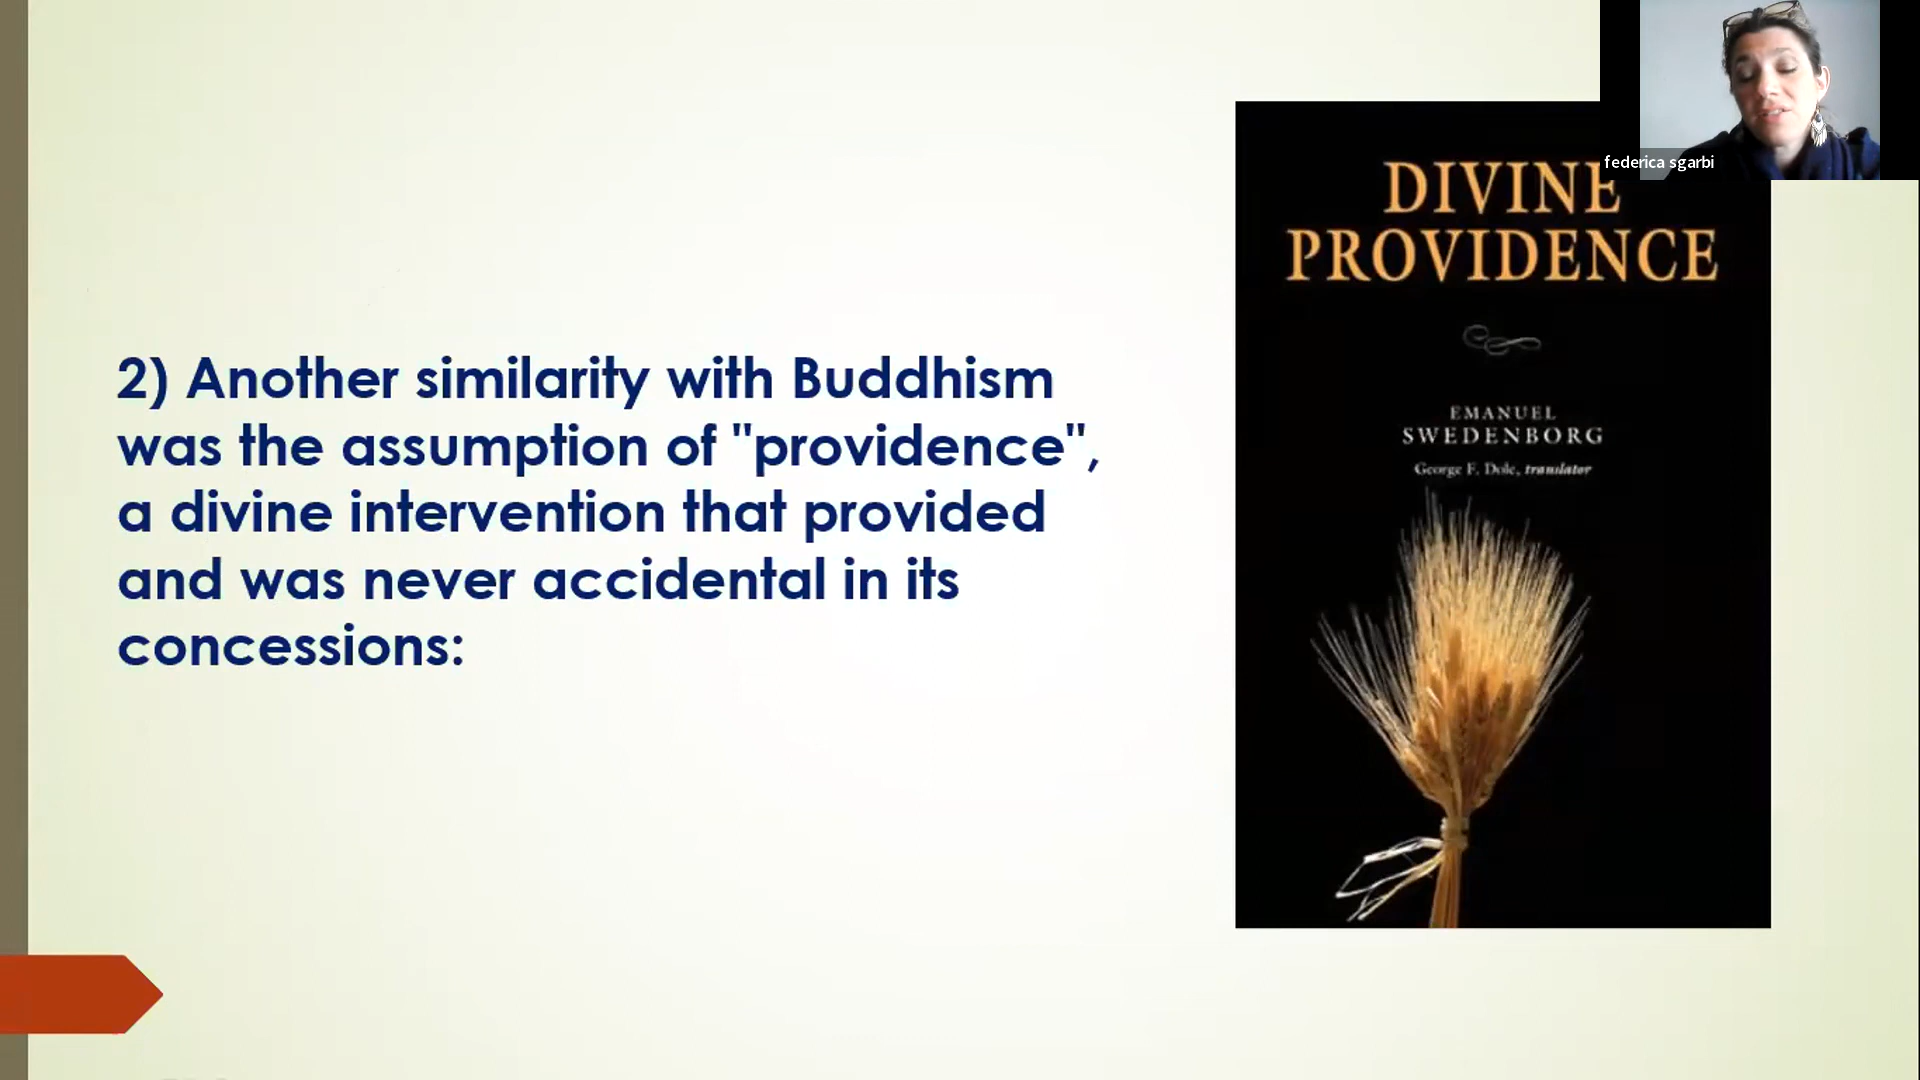 federica sgarbi
2) Another similarity with Buddhism
was the assumption of "providence",
a divine intervention that provided
and was never accidental in its
concessions:
DIVINE
PROVIDENCE
EMANUEL
SWEDENBORG
George F. Dole, translator